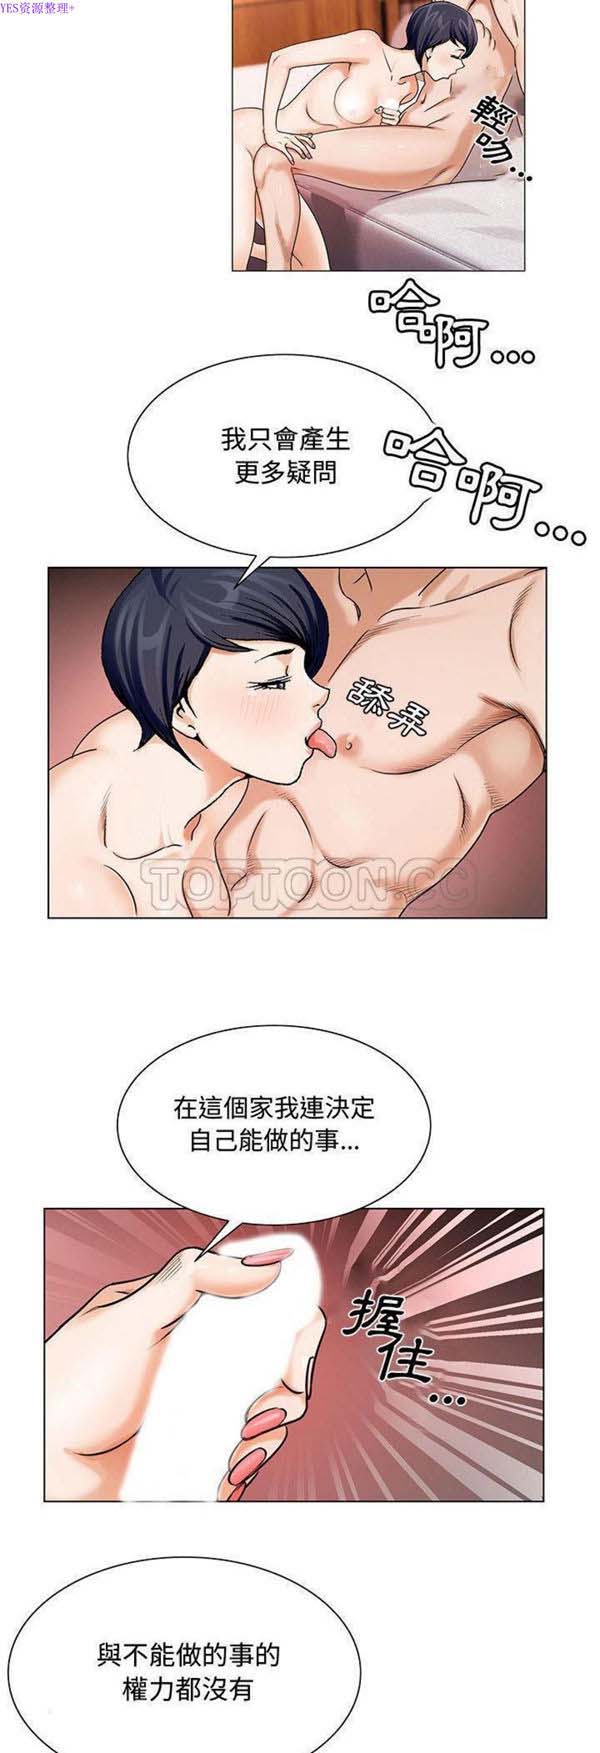 YES资源整理+
輕吻...
哈啊...
我只會產生
更多疑問
哈啊...
舔弄
TOPTOON.CC
在這個家我連決定
自己能做的事...
握住...
與不能做的事的
權力都沒有